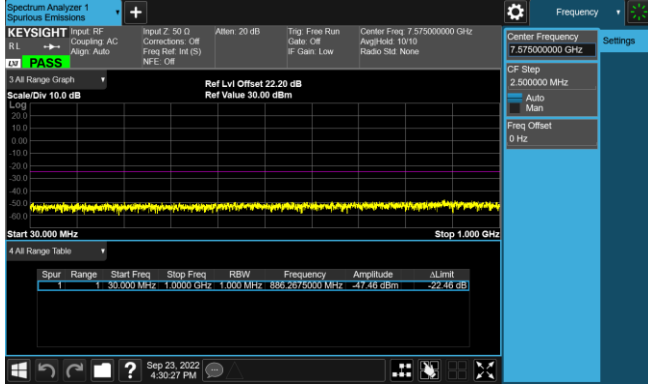 Spectrum Analyzer 1
Spurious Emissions
Frequency
KEYSIGHT
RL
LXI PASS
Input: RF
Coupling: AC
Align: Auto
Input Z: 50 Ω
Corrections: Off
Freq Ref: Int (S)
NFE: Off
Atten: 20 dB
Trig: Free Run
Gate: Off
IF Gain: Low
Center Freq: 7.575000000 GHz
Avg|Hold: 10/10
Radio Std: None
Center Frequency
7.575000000 GHz
Settings
CF Step
2.500000 MHz
Auto
Man
Freq Offset
0 Hz
3 All Range Graph
Scale/Div 10.0 dB
Ref Lvl Offset 22.20 dB
Ref Value 30.00 dBm
Log
20.0
10.0
0.00
-10.0
-20.0
-30.0
-40.0
-50.0
-60.0
Start 30.000 MHz
Stop 1.000 GHz
4 All Range Table
Spur Range Start Freq Stop Freq RBW Frequency Amplitude ΔLimit
1 1 30.000 MHz 1.0000 GHz 1.000 MHz 886.2675000 MHz -47.46 dBm -22.46 dB
?
Sep 23, 2022
4:30:27 PM